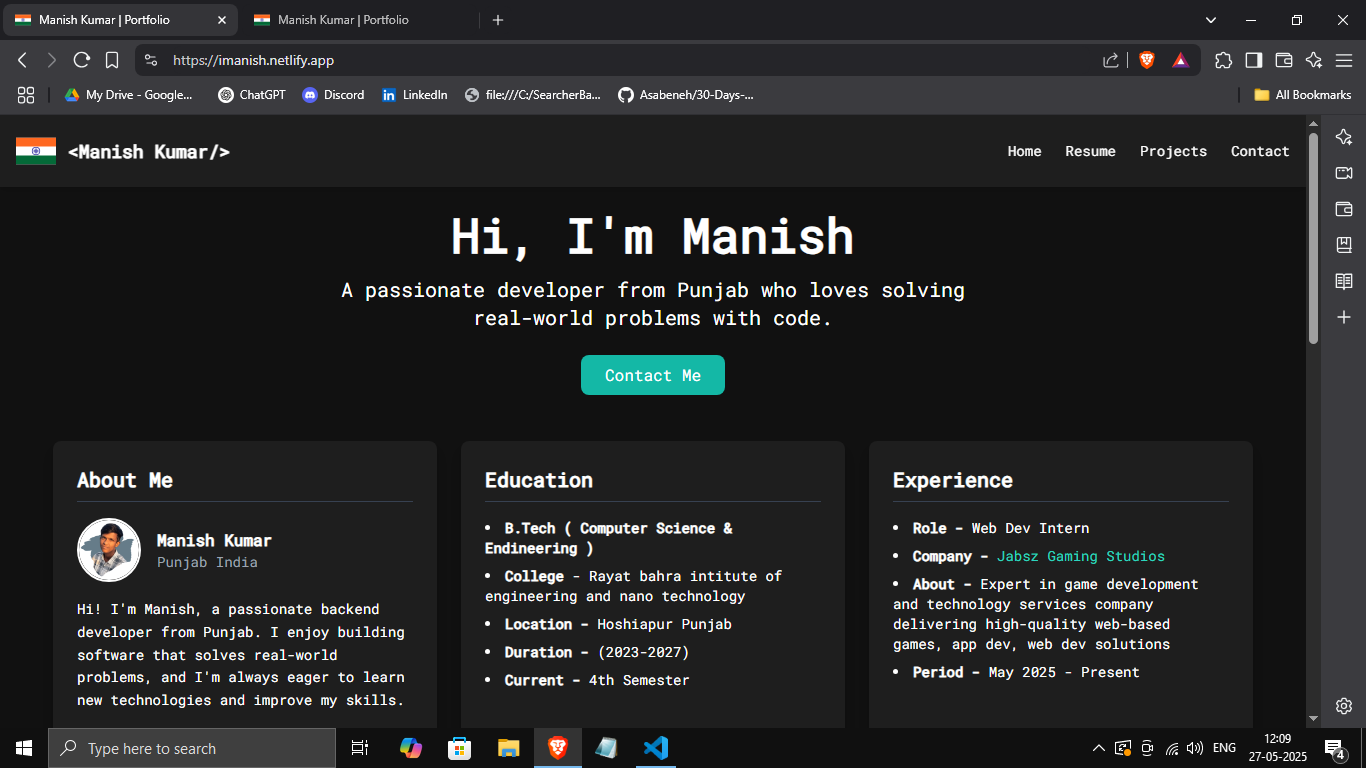 Manish Kumar | Portfolio
Manish Kumar | Portfolio
https://imanish.netlify.app
My Drive - Google...
ChatGPT
Discord
LinkedIn
file:///C:/SearcherBa...
Asabeneh/30-Days-...
All Bookmarks
<Manish Kumar/>
Home
Resume
Projects
Contact
Hi, I'm Manish
A passionate developer from Punjab who loves solving
real-world problems with code.
Contact Me
About Me
Manish Kumar
Punjab India
Hi! I'm Manish, a passionate backend
developer from Punjab. I enjoy building
software that solves real-world
problems, and I'm always eager to learn
new technologies and improve my skills.
Education
• B.Tech ( Computer Science &
Endineering )
• College - Rayat bahra intitute of
engineering and nano technology
• Location - Hoshiapur Punjab
• Duration - (2023-2027)
• Current - 4th Semester
Experience
• Role - Web Dev Intern
• Company - Jabsz Gaming Studios
• About - Expert in game development
and technology services company
delivering high-quality web-based
games, app dev, web dev solutions
• Period - May 2025 - Present
Type here to search
ENG
12:09
27-05-2025
4